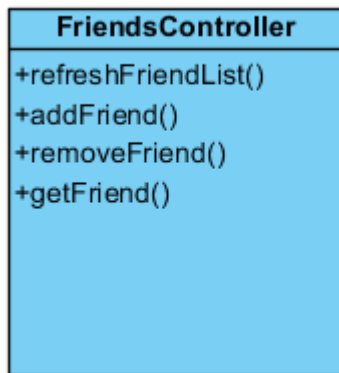 FriendsController
+refreshFriendList()
+addFriend()
+removeFriend()
+getFriend()